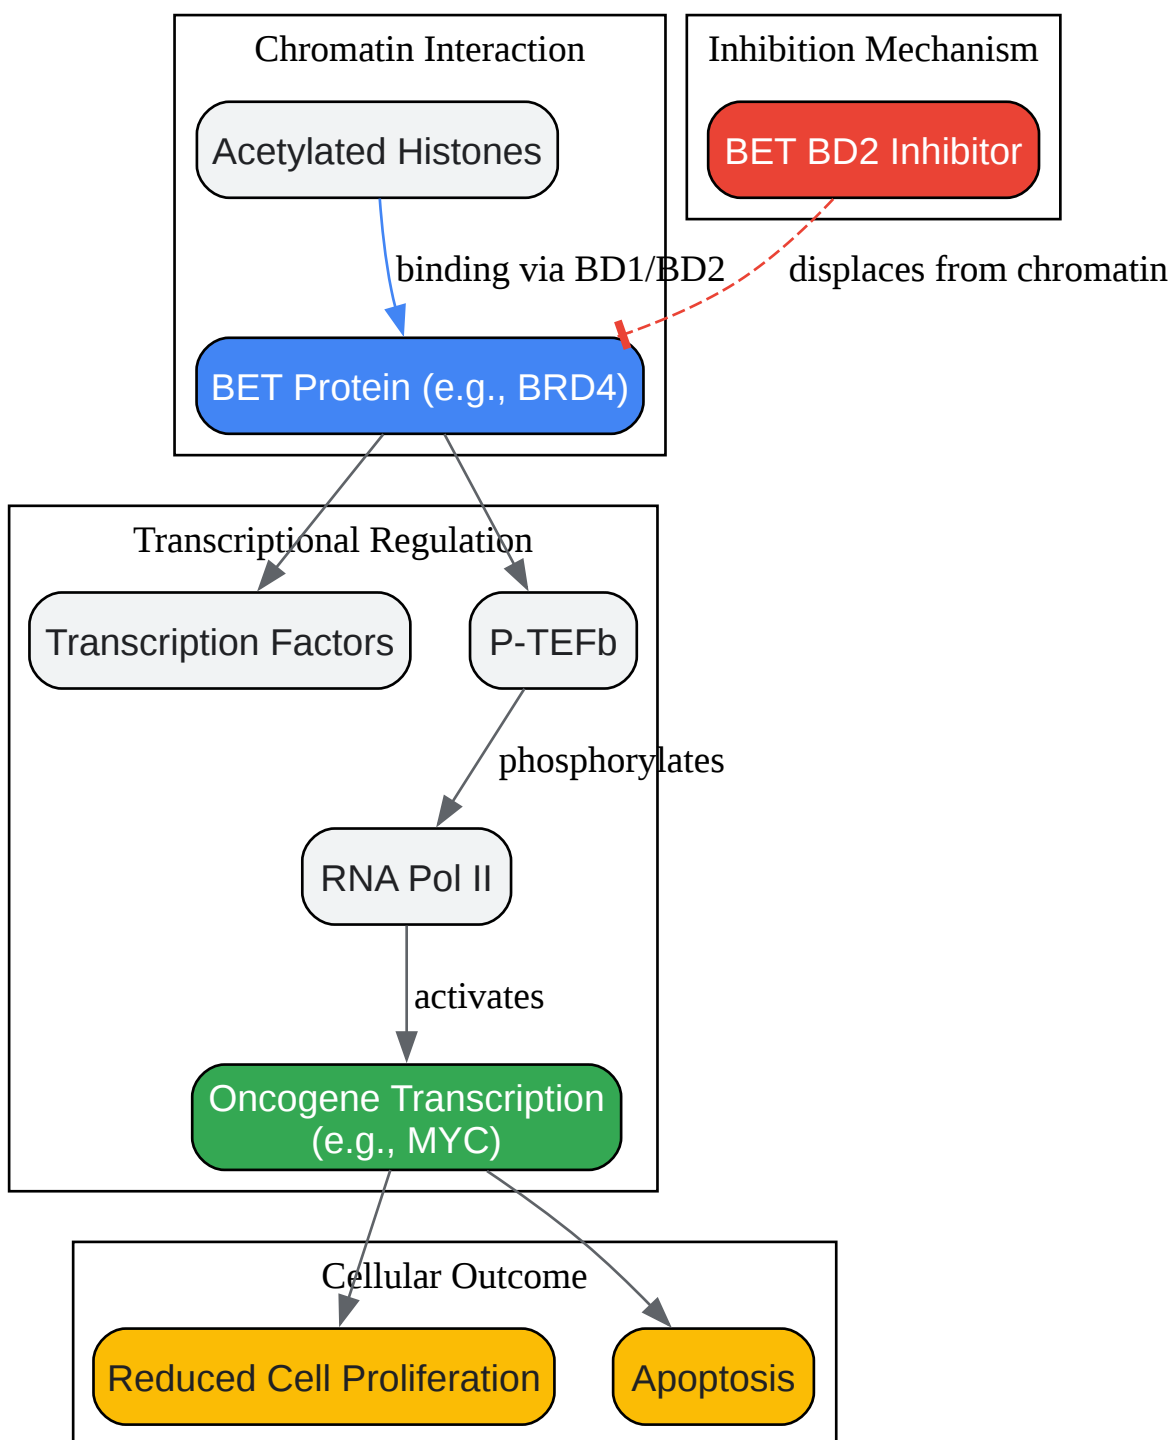 Chromatin Interaction
Inhibition Mechanism
Acetylated Histones
BET BD2 Inhibitor
binding via BD1/BD2
displaces from chromatin
BET Protein (e.g., BRD4)
Transcriptional Regulation
Transcription Factors
P-TEFb
phosphorylates
RNA Pol II
activates
Oncogene Transcription
(e.g., MYC)
Cellular Outcome
Reduced Cell Proliferation
Apoptosis